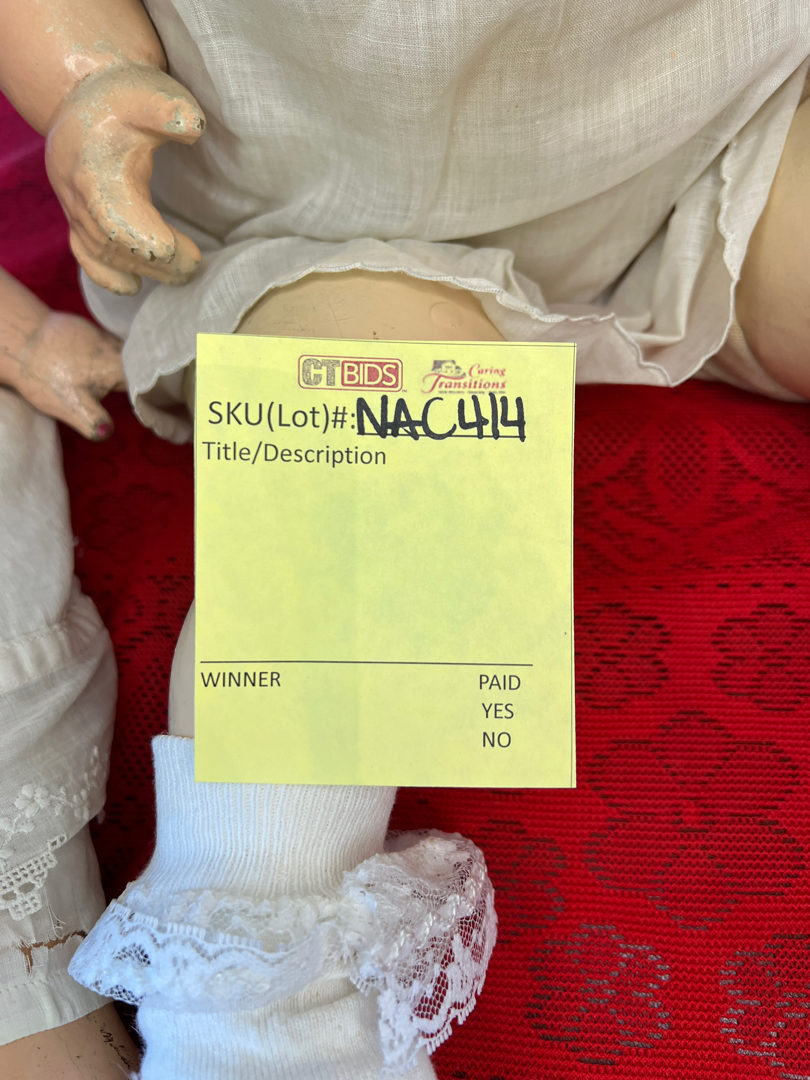 CTBIDS
Caring Transitions
SKU(Lot)#:NAC414
Title/Description
WINNER PAID
YES
NO